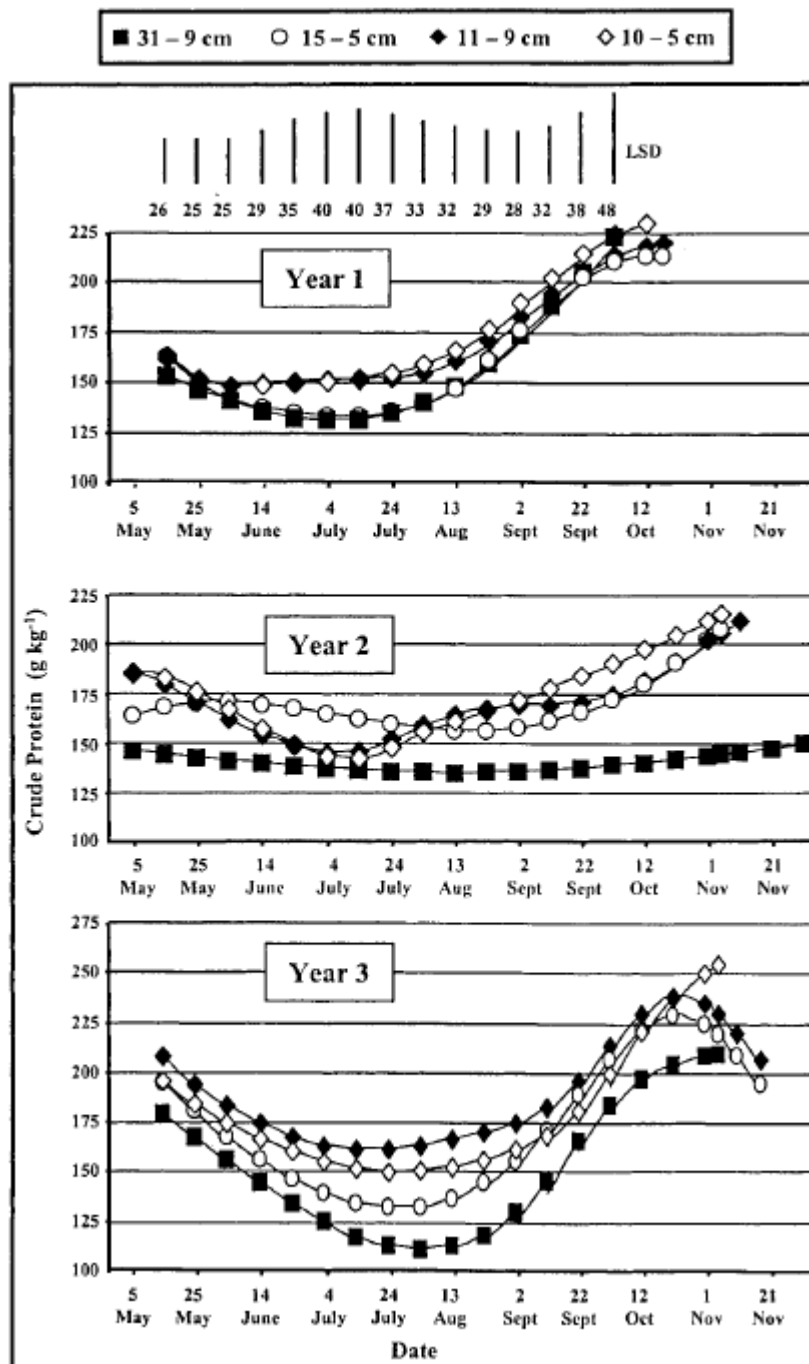 31 – 9 cm 15 – 5 cm 11 – 9 cm 10 – 5 cm
LSD
26 25 25 29 35 40 40 37 33 32 29 28 32 38 48
225
200
175
150
125
100
Year 1
5 25 14 4 24 13 2 22 12 1 21
May May June July July Aug Sept Sept Oct Nov Nov
Crude Protein (g kg⁻¹)
225
200
175
150
125
100
Year 2
5 25 14 4 24 13 2 22 12 1 21
May May June July July Aug Sept Sept Oct Nov Nov
275
250
225
200
175
150
125
100
Year 3
5 25 14 4 24 13 2 22 12 1 21
May May June July July Aug Sept Sept Oct Nov Nov
Date